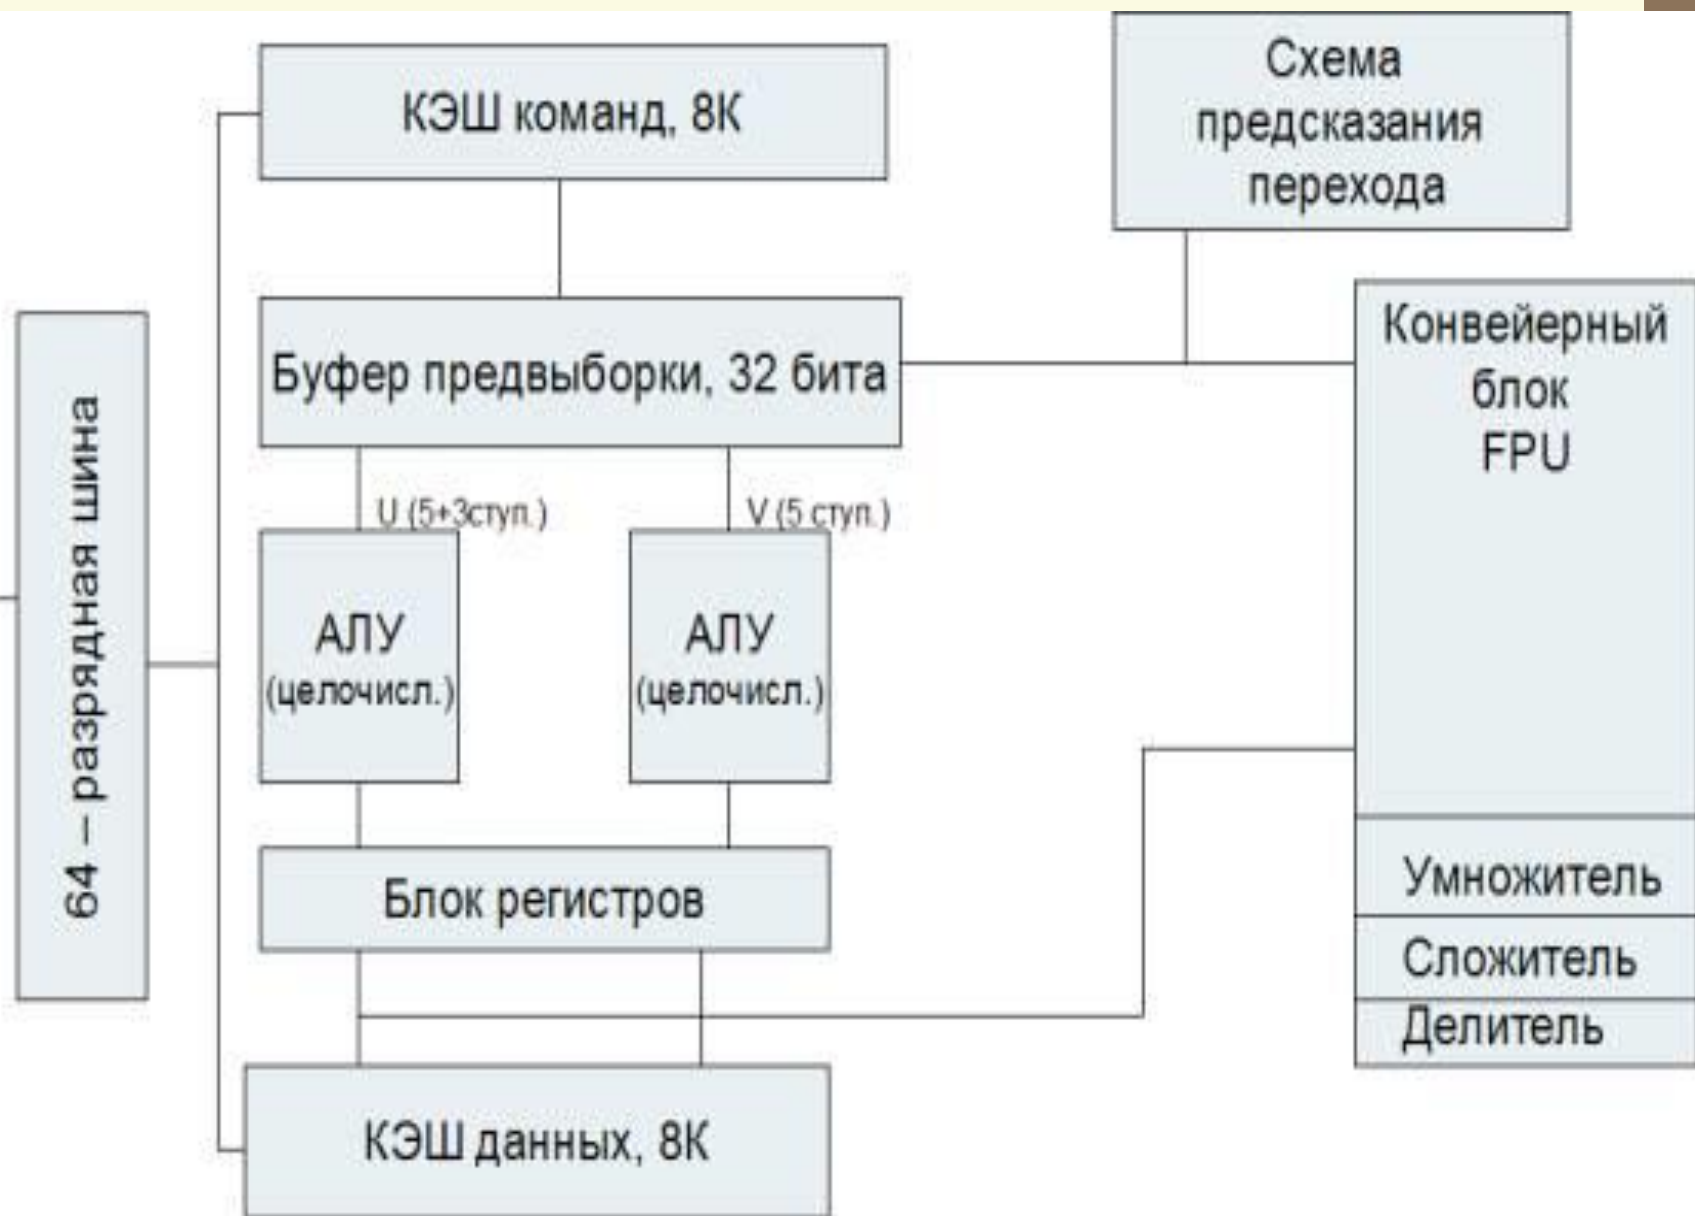 КЭШ команд, 8К
Схема
предсказания
перехода
64 – разрядная шина
Буфер предвыборки, 32 бита
Конвейерный
блок
FPU
U (5+3ступ.)
V (5 ступ.)
АЛУ
(целочисл.)
АЛУ
(целочисл.)
Блок регистров
Умножитель
Сложитель
Делитель
КЭШ данных, 8К